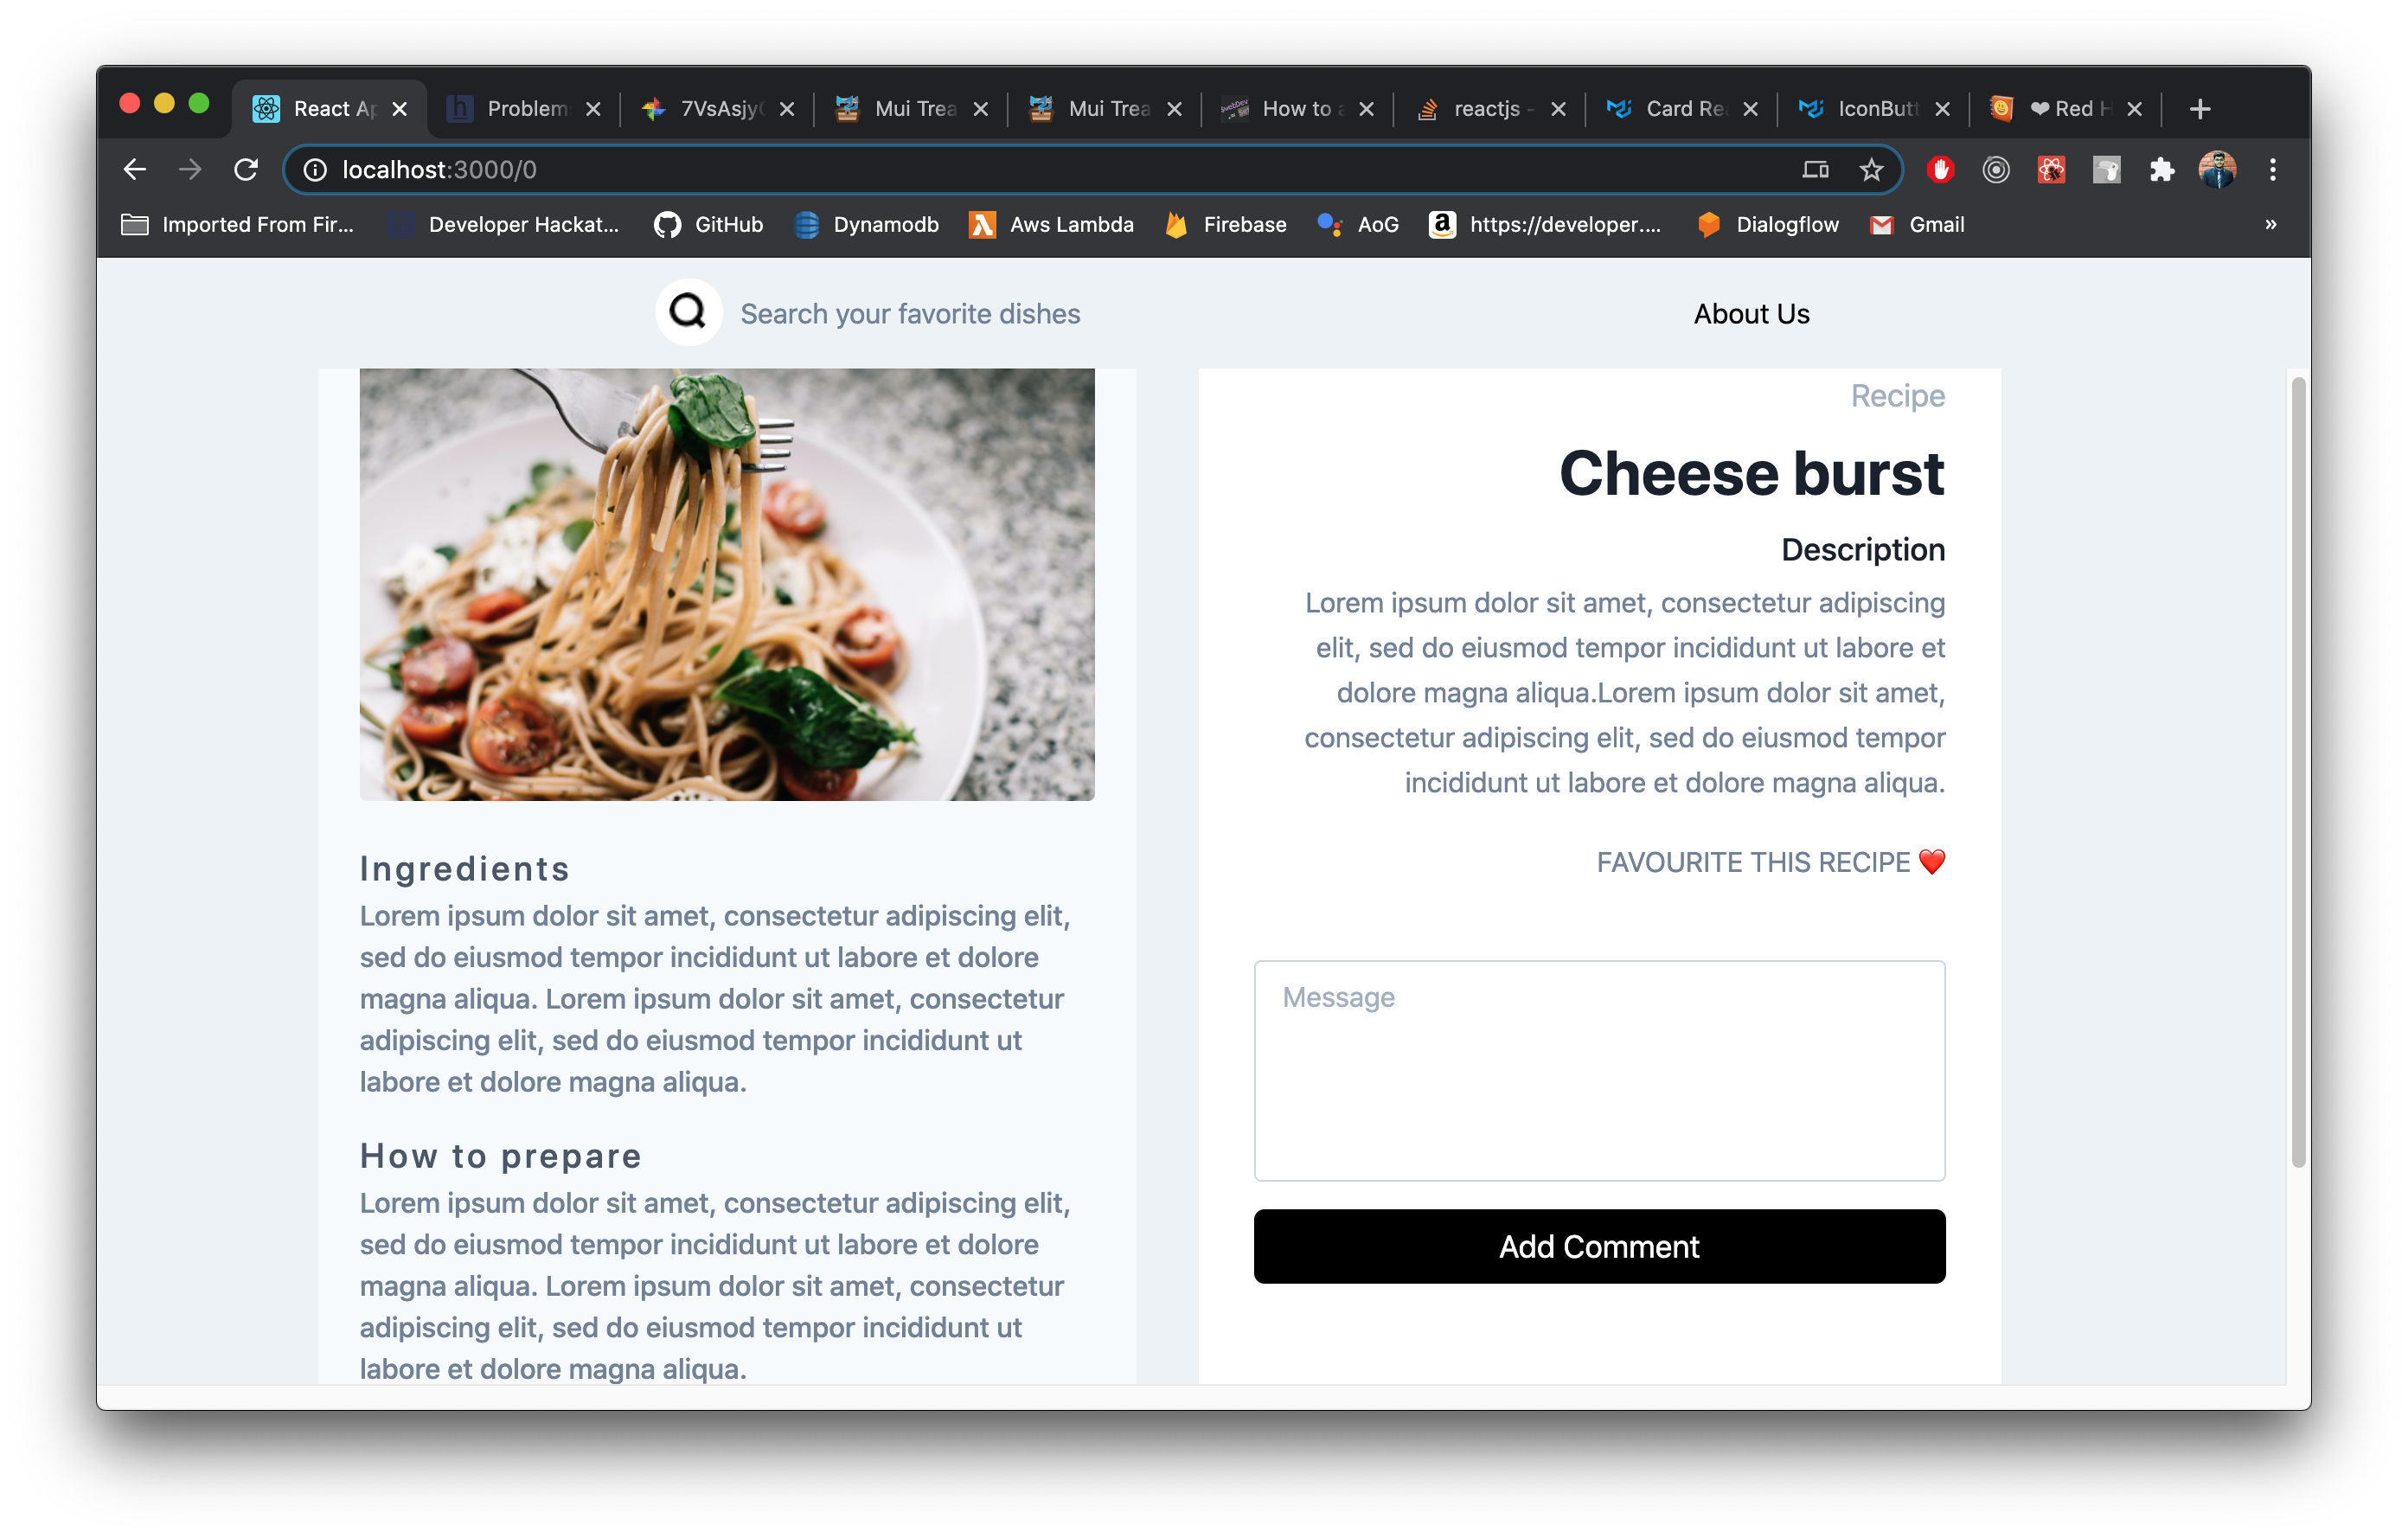 React Ap
Problem
7VsAsjy
Mui Trea
Mui Trea
How to a
reactjs -
Card Re
IconButt
❤ Red H
localhost:3000/0
Imported From Fir...
Developer Hackat...
GitHub
Dynamodb
Aws Lambda
Firebase
AoG
https://developer....
Dialogflow
Gmail
»
Search your favorite dishes
About Us
Ingredients
Lorem ipsum dolor sit amet, consectetur adipiscing elit,
sed do eiusmod tempor incididunt ut labore et dolore
magna aliqua. Lorem ipsum dolor sit amet, consectetur
adipiscing elit, sed do eiusmod tempor incididunt ut
labore et dolore magna aliqua.
How to prepare
Lorem ipsum dolor sit amet, consectetur adipiscing elit,
sed do eiusmod tempor incididunt ut labore et dolore
magna aliqua. Lorem ipsum dolor sit amet, consectetur
adipiscing elit, sed do eiusmod tempor incididunt ut
labore et dolore magna aliqua.
Recipe
Cheese burst
Description
Lorem ipsum dolor sit amet, consectetur adipiscing
elit, sed do eiusmod tempor incididunt ut labore et
dolore magna aliqua.Lorem ipsum dolor sit amet,
consectetur adipiscing elit, sed do eiusmod tempor
incididunt ut labore et dolore magna aliqua.
FAVOURITE THIS RECIPE ❤️
Message
Add Comment